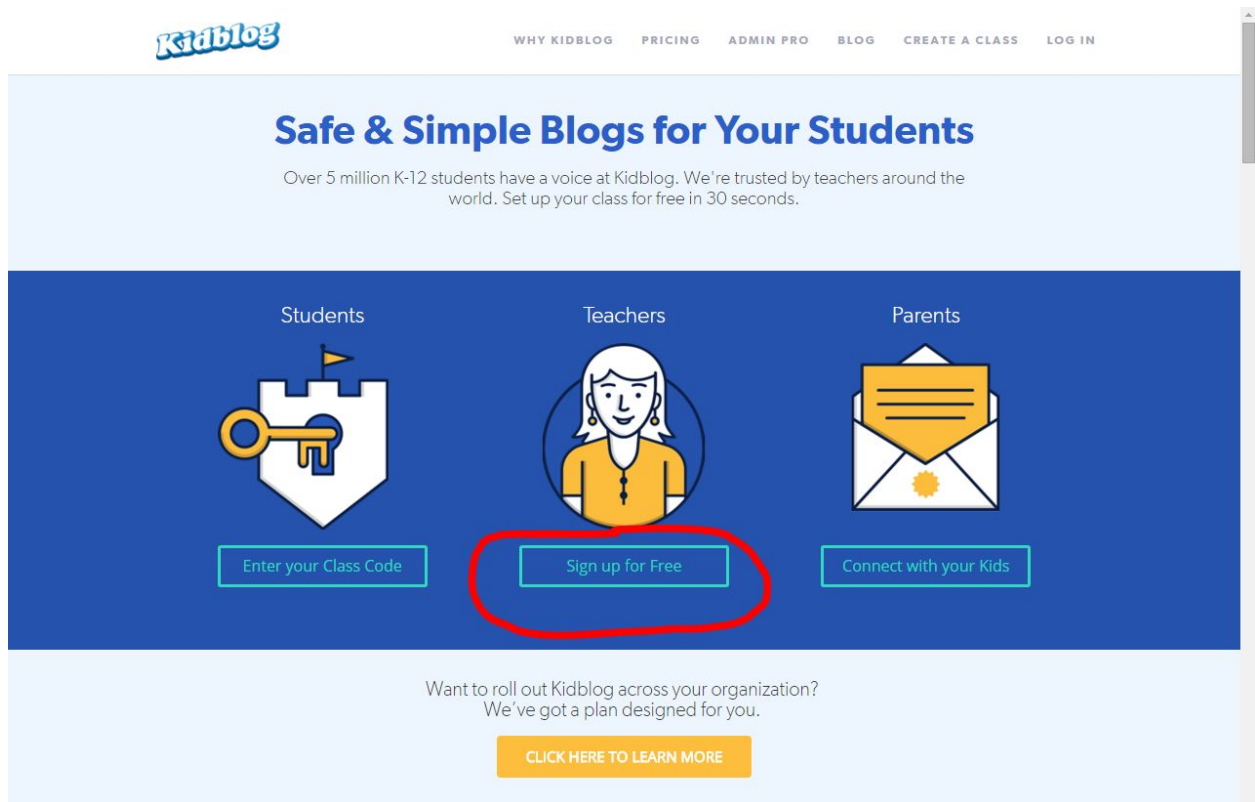 Kidblog
WHY KIDBLOG PRICING ADMIN PRO BLOG CREATE A CLASS LOG IN
Safe & Simple Blogs for Your Students
Over 5 million K-12 students have a voice at Kidblog. We're trusted by teachers around the
world. Set up your class for free in 30 seconds.
Students Teachers Parents
Enter your Class Code Sign up for Free Connect with your Kids
Want to roll out Kidblog across your organization?
We've got a plan designed for you.
CLICK HERE TO LEARN MORE